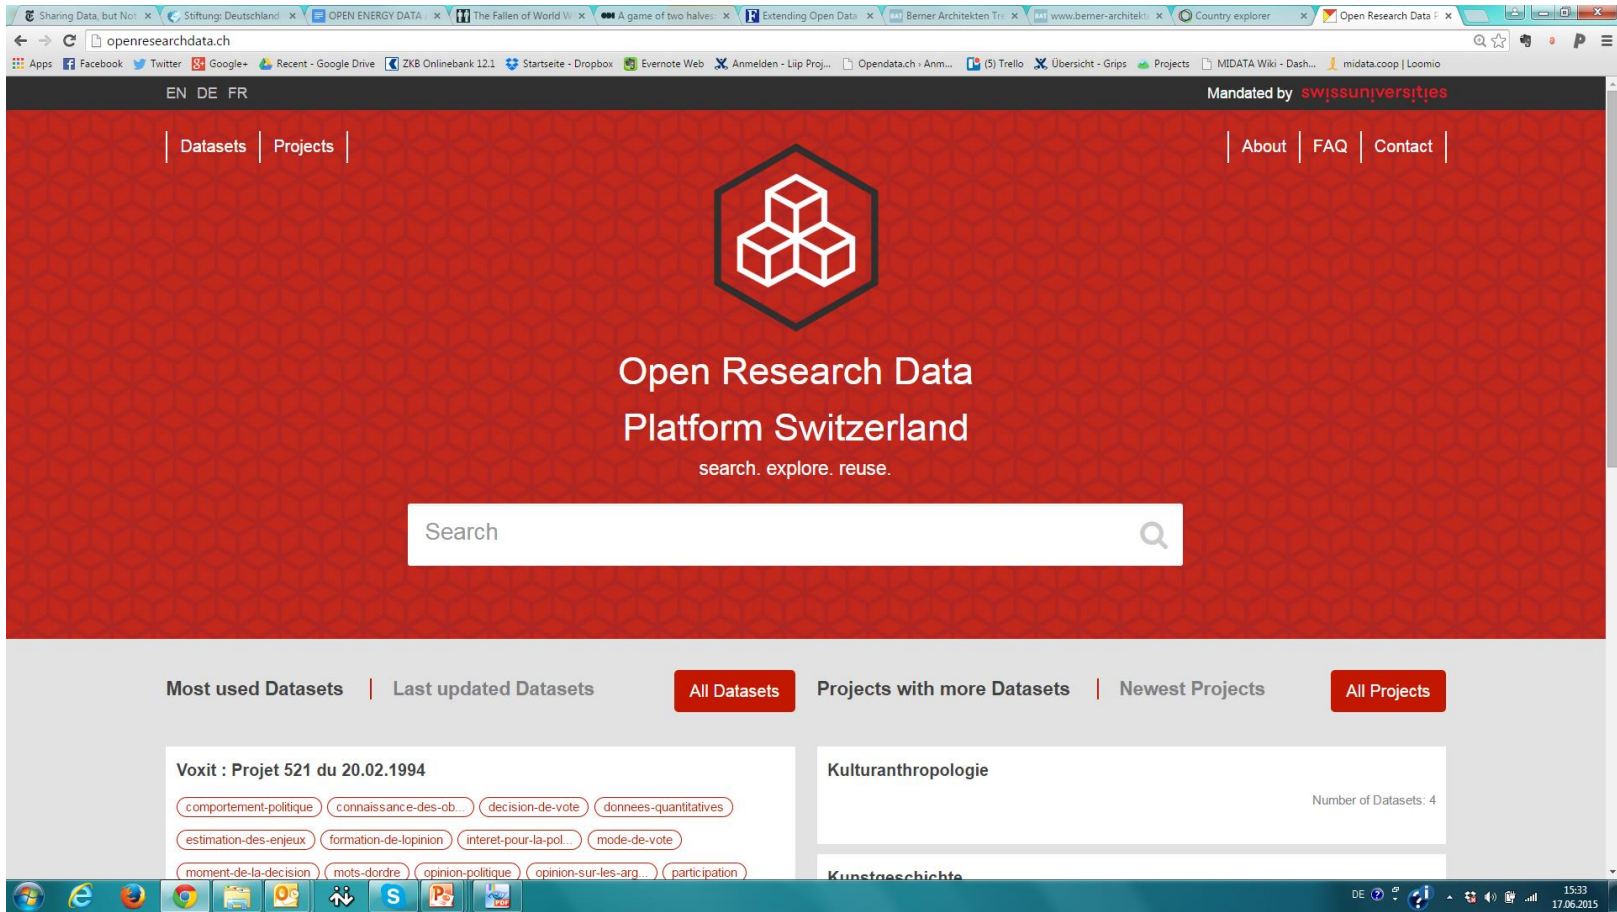 Sharing Data, but Not
Stiftung: Deutschland
OPEN ENERGY DATA
The Fallen of World W
A game of two halves:
Extending Open Data
Berner Architekten Tre
www.berner-architekt
Country explorer
Open Research Data P
openresearchdata.ch
Apps Facebook Twitter Google+ Recent - Google Drive ZKB Onlinebank 12.1 Startseite - Dropbox Evernote Web Anmelden - Liip Proj... Opendata.ch › Anm... (5) Trello Übersicht - Grips Projects MIDATA Wiki - Dash... midata.coop | Loomio
EN DE FR
Mandated by swissuniversities
Datasets Projects
About FAQ Contact
Open Research Data
Platform Switzerland
search. explore. reuse.
Search
Most used Datasets Last updated Datasets All Datasets
Projects with more Datasets Newest Projects All Projects
Voxit : Projet 521 du 20.02.1994
comportement-politique connaissance-des-ob... decision-de-vote donnees-quantitatives
estimation-des-enjeux formation-de-lopinion interet-pour-la-pol... mode-de-vote
moment-de-la-decision mots-dordre opinion-politique opinion-sur-les-arg... participation
Kulturanthropologie
Number of Datasets: 4
Kunstgeschichte
DE
15:33
17.06.2015